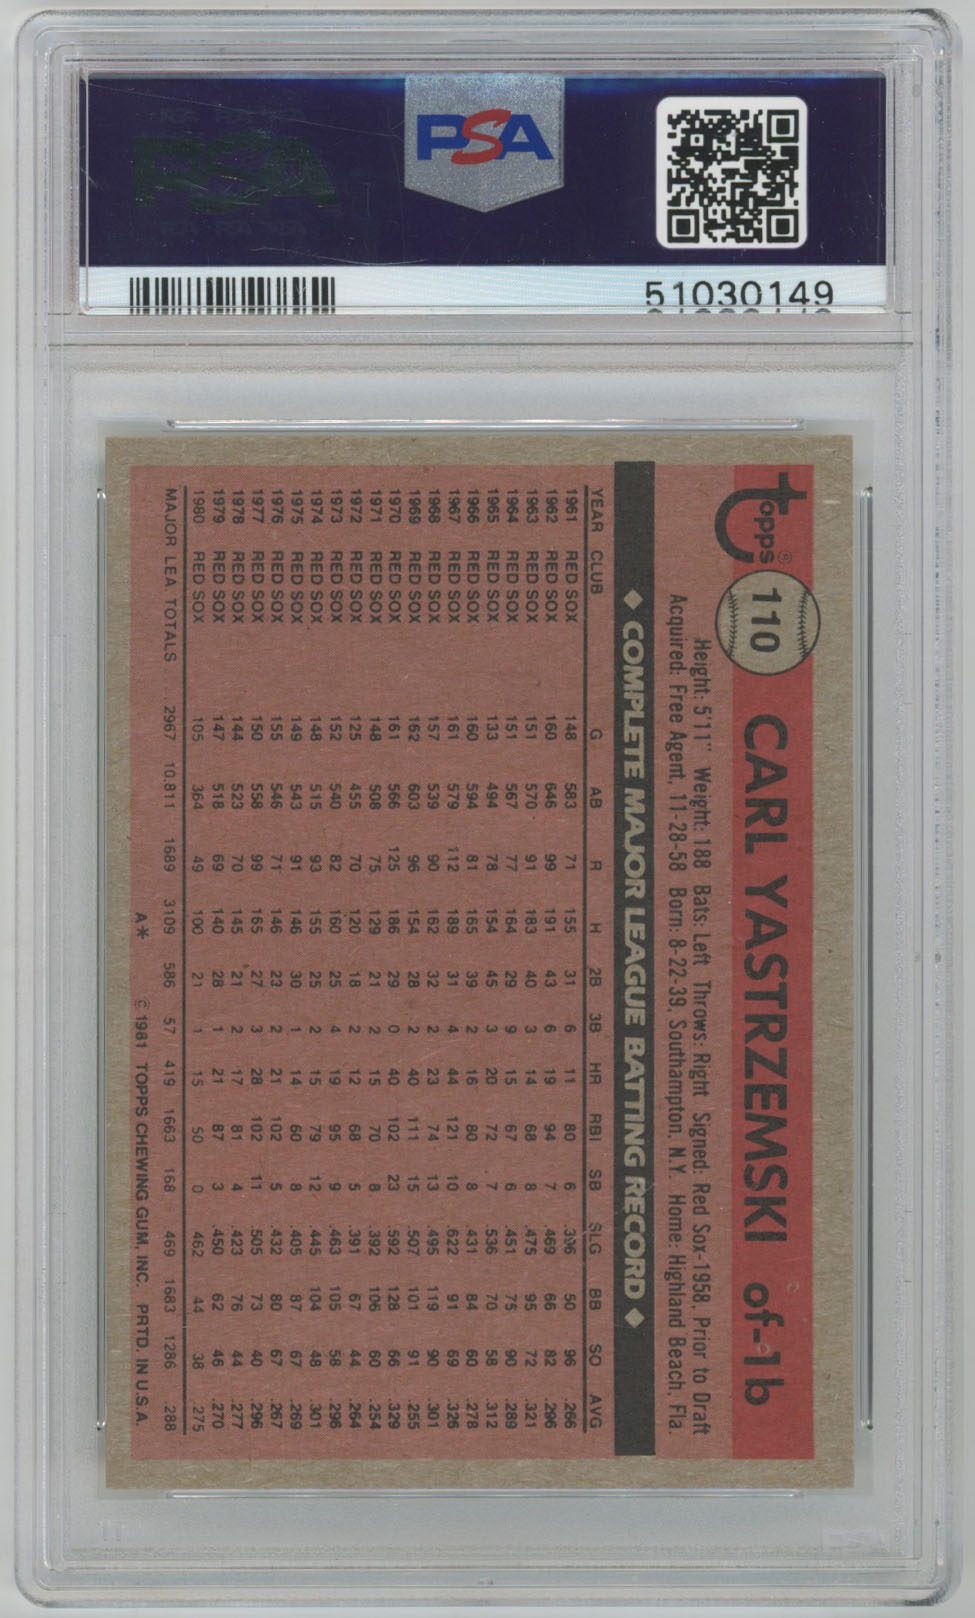 PSA
PSA
51030149
Topps® 110 CARL YASTRZEMSKI of-1b
Height: 5'11" Weight: 188 Bats: Left Throws: Right Signed: Red Sox-1958, Prior to Draft
Acquired: Free Agent, 11-28-58 Born: 8-22-39, Southampton, N.Y. Home: Highland Beach, Fla.
◆ COMPLETE MAJOR LEAGUE BATTING RECORD ◆
YEAR CLUB G AB R H 2B 3B HR RBI SB SLG BB SO AVG
1961 RED SOX 148 583 71 155 31 6 11 80 6 .396 50 96 .266
1962 RED SOX 160 646 99 191 43 6 19 94 7 .469 66 82 .296
1963 RED SOX 151 570 91 183 40 3 14 68 8 .475 95 72 .321
1964 RED SOX 151 567 77 164 29 9 15 67 6 .451 75 90 .289
1965 RED SOX 133 494 78 154 45 3 20 72 7 .536 70 58 .312
1966 RED SOX 160 594 81 165 39 2 16 80 8 .431 84 60 .278
1967 RED SOX 161 579 112 189 31 4 44 121 10 .622 91 69 .326
1968 RED SOX 157 539 90 162 32 2 23 74 13 .495 119 90 .301
1969 RED SOX 162 603 96 154 28 2 40 111 15 .507 101 91 .255
1970 RED SOX 161 566 125 186 29 0 40 102 23 .592 128 66 .329
1971 RED SOX 148 508 75 129 21 2 15 70 8 .392 106 60 .254
1972 RED SOX 125 455 70 120 18 2 12 68 5 .391 67 44 .264
1973 RED SOX 152 540 82 160 25 4 19 95 9 .463 105 58 .296
1974 RED SOX 148 515 93 155 25 2 15 79 12 .445 104 48 .301
1975 RED SOX 149 543 91 146 30 1 14 60 8 .405 87 67 .269
1976 RED SOX 155 546 71 146 23 2 21 102 5 .432 80 67 .267
1977 RED SOX 150 558 99 165 27 3 28 102 11 .505 73 40 .296
1978 RED SOX 144 523 70 145 21 2 17 81 4 .423 76 44 .277
1979 RED SOX 147 518 69 140 28 1 21 87 3 .450 62 46 .270
1980 RED SOX 105 364 49 100 21 1 15 50 0 .462 44 38 .275
MAJOR LEA. TOTALS 2967 10,811 1689 3109 586 57 419 1663 168 .469 1683 1286 .288
A* © 1981 TOPPS CHEWING GUM, INC. PRTD. IN U.S.A.